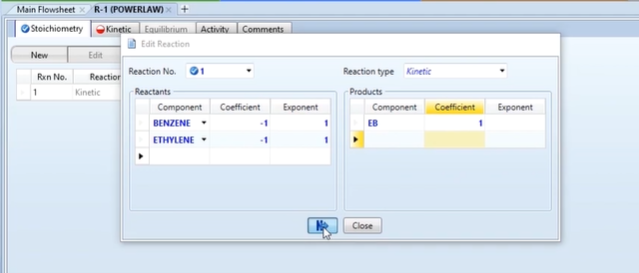 Main Flowsheet × R-1 (POWERLAW) × +
Stoichiometry Kinetic Equilibrium Activity Comments
New Edit
Rxn No. Reaction
1 Kinetic
Edit Reaction
Reaction No. 1 Reaction type Kinetic
Reactants Products
Component Coefficient Exponent Component Coefficient Exponent
BENZENE -1 1 EB 1
ETHYLENE -1 1
Close